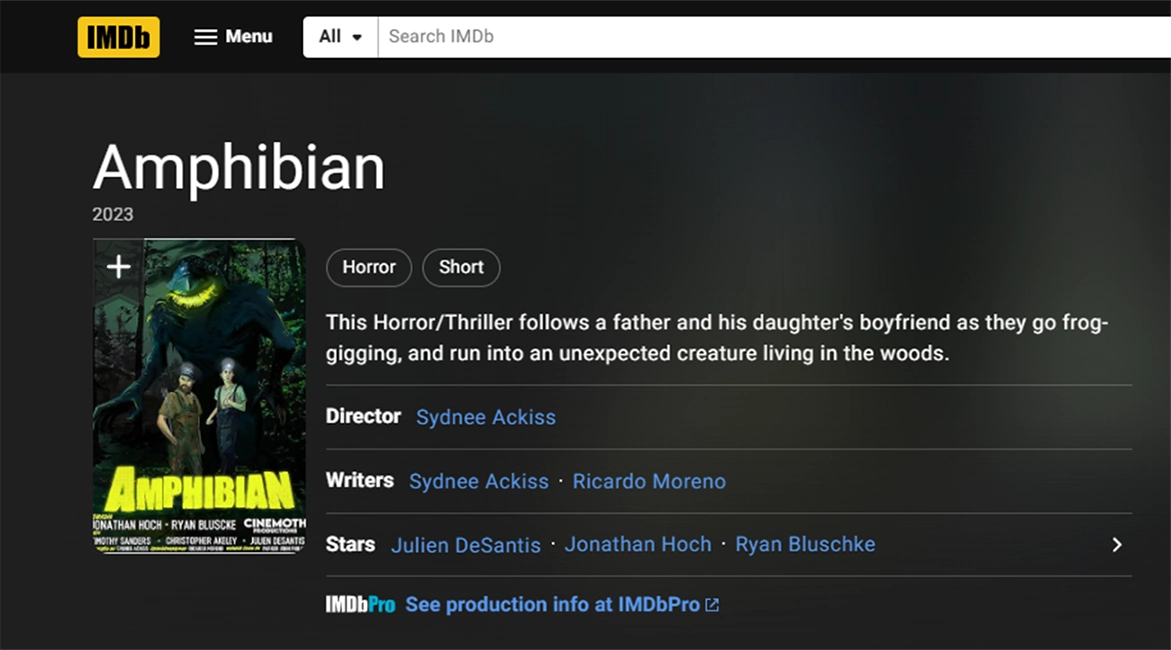 IMDb Menu All Search IMDb
Amphibian
2023
Horror Short
This Horror/Thriller follows a father and his daughter's boyfriend as they go frog-
gigging, and run into an unexpected creature living in the woods.
Director Sydnee Ackiss
Writers Sydnee Ackiss · Ricardo Moreno
Stars Julien DeSantis · Jonathan Hoch · Ryan Bluschke
IMDbPro See production info at IMDbPro
AMPHIBIAN
JONATHAN HOCH - RYAN BLUSCKE CINEMOTH
PRODUCTIONS
TIMOTHY SANDERS - CHRISTOPHER AKELEY - JULIEN DESANTIS